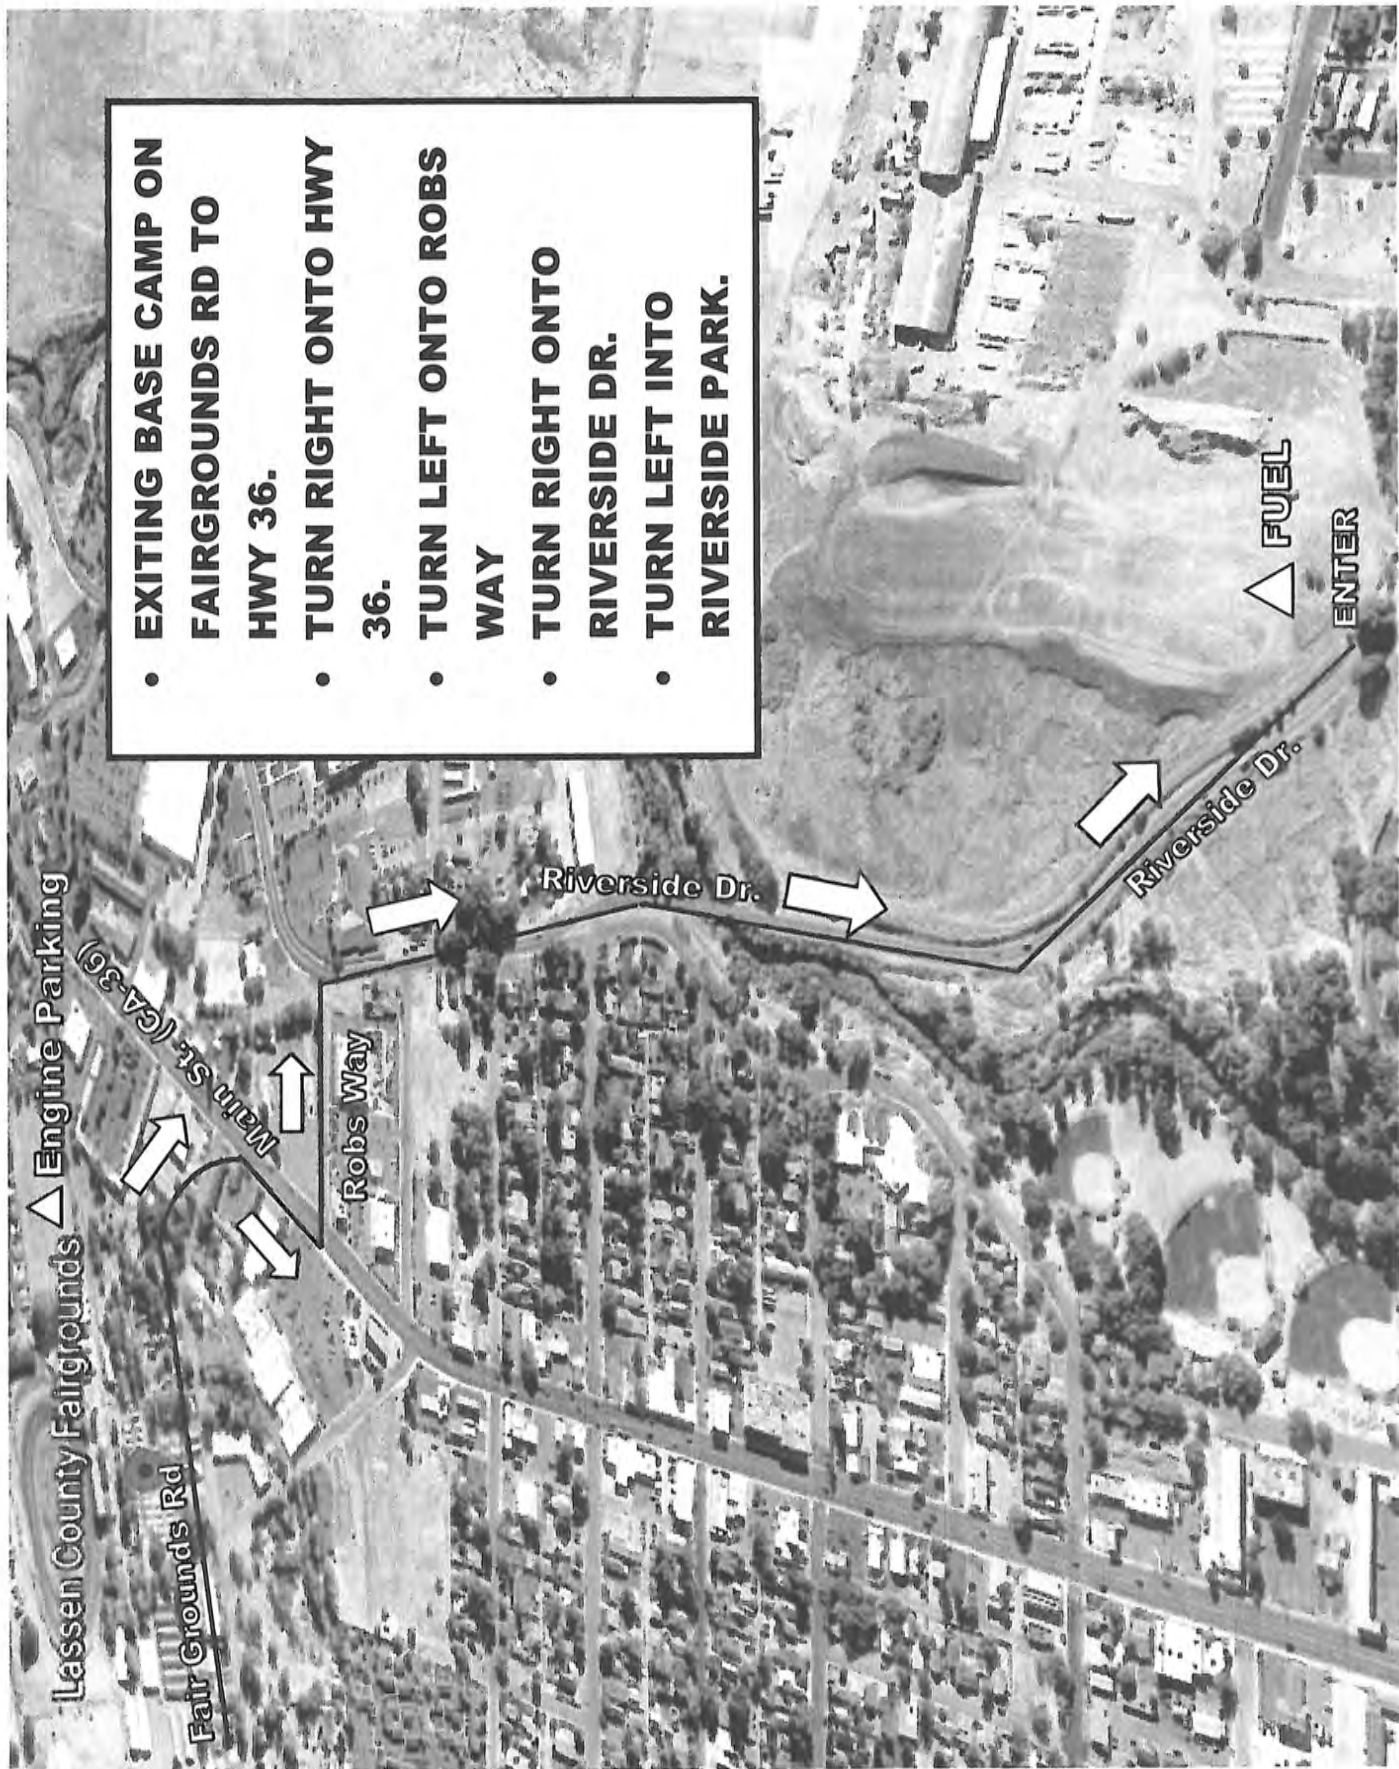 Lassen County Fairgrounds
Engine Parking
Fair Grounds Rd
Main St. (CA-36)
Robs Way
Riverside Dr.
Riverside Dr.
FUEL
ENTER
• EXITING BASE CAMP ON
FAIRGROUNDS RD TO
HWY 36.
• TURN RIGHT ONTO HWY
36.
• TURN LEFT ONTO ROBS
WAY
• TURN RIGHT ONTO
RIVERSIDE DR.
• TURN LEFT INTO
RIVERSIDE PARK.